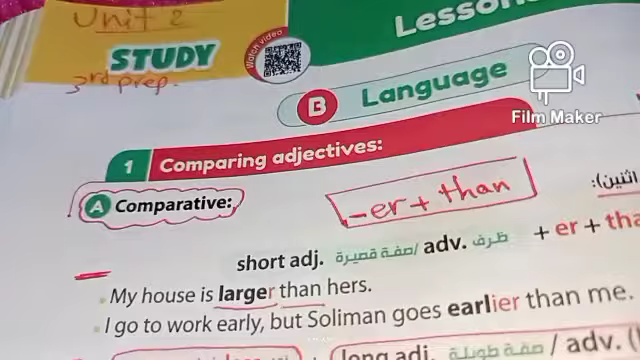 Unit 2
Lesson
STUDY
Watch video
3rd prep.
B Language
Film Maker
1 Comparing adjectives:
A Comparative:
-er + than
اثنين):
short adj. صفة قصيرة/ adv. ظرف + er + tha
My house is larger than hers.
I go to work early, but Soliman goes earlier than me.
long adj. صفة طويلة / adv.